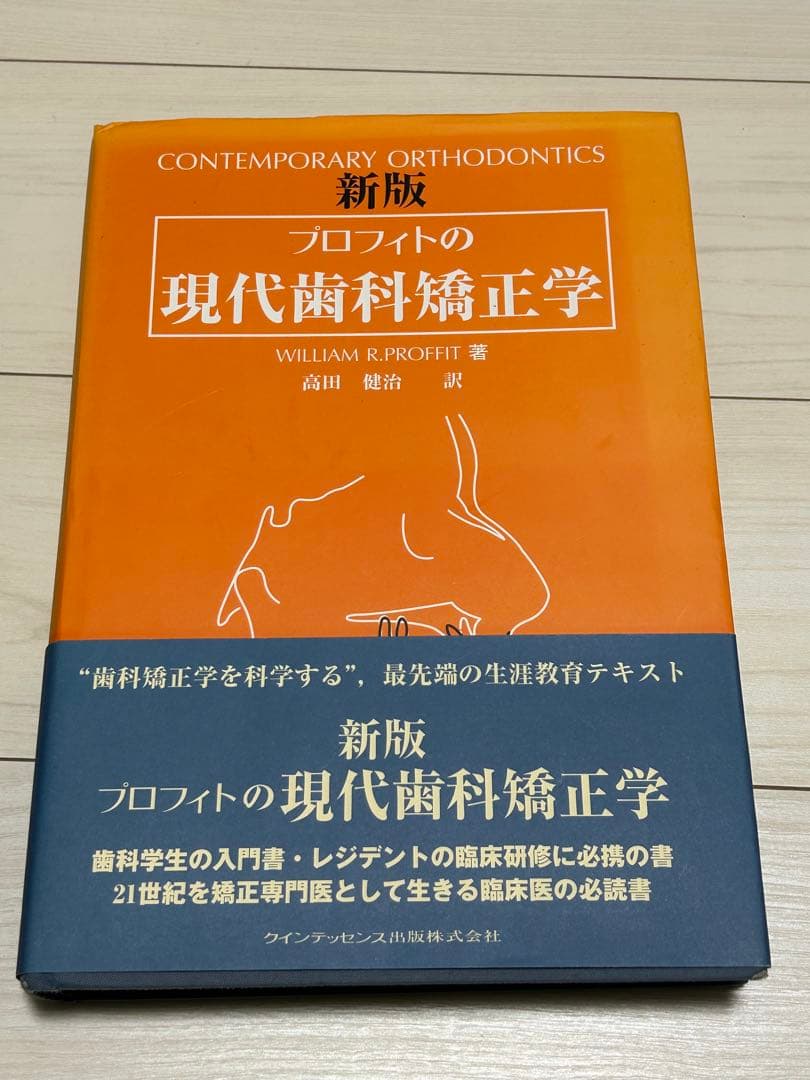 CONTEMPORARY ORTHODONTICS
新版
プロフィトの
現代歯科矯正学
WILLIAM R.PROFFIT 著
高田 健治 訳
“歯科矯正学を科学する”，最先端の生涯教育テキスト
新版
プロフィトの現代歯科矯正学
歯科学生の入門書・レジデントの臨床研修に必携の書
21世紀を矯正専門医として生きる臨床医の必読書
クインテッセンス出版株式会社